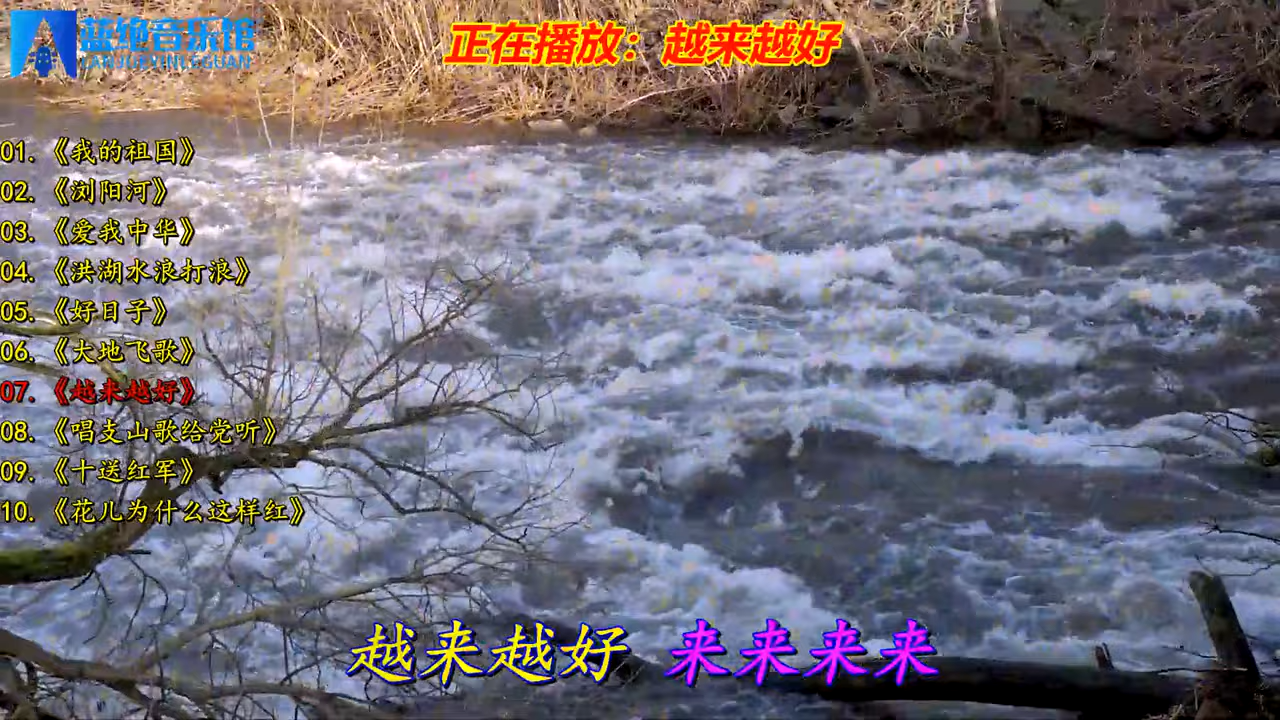 蓝绝音乐馆
LANJUEYINYUEGUAN
正在播放：越来越好
01.《我的祖国》
02.《浏阳河》
03.《爱我中华》
04.《洪湖水浪打浪》
05.《好日子》
06.《大地飞歌》
07.《越来越好》
08.《唱支山歌给党听》
09.《十送红军》
10.《花儿为什么这样红》
越来越好 来来来来